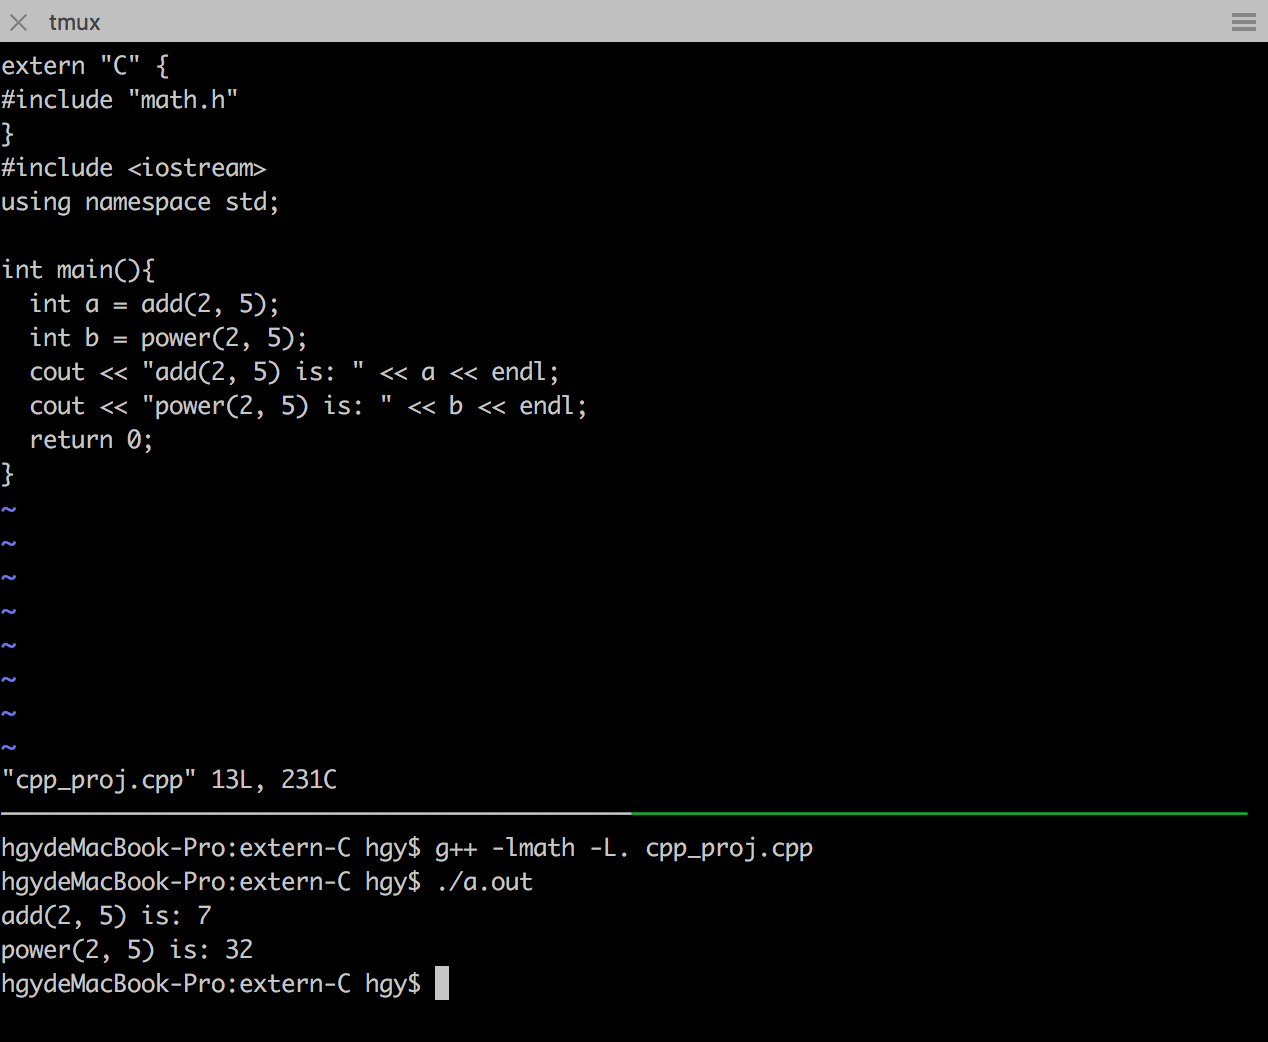 tmux
extern "C" {
#include "math.h"
}
#include <iostream>
using namespace std;
int main(){
  int a = add(2, 5);
  int b = power(2, 5);
  cout << "add(2, 5) is: " << a << endl;
  cout << "power(2, 5) is: " << b << endl;
  return 0;
}
~
~
~
~
~
~
~
~
"cpp_proj.cpp" 13L, 231C
hgydeMacBook-Pro:extern-C hgy$ g++ -lmath -L. cpp_proj.cpp
hgydeMacBook-Pro:extern-C hgy$ ./a.out
add(2, 5) is: 7
power(2, 5) is: 32
hgydeMacBook-Pro:extern-C hgy$